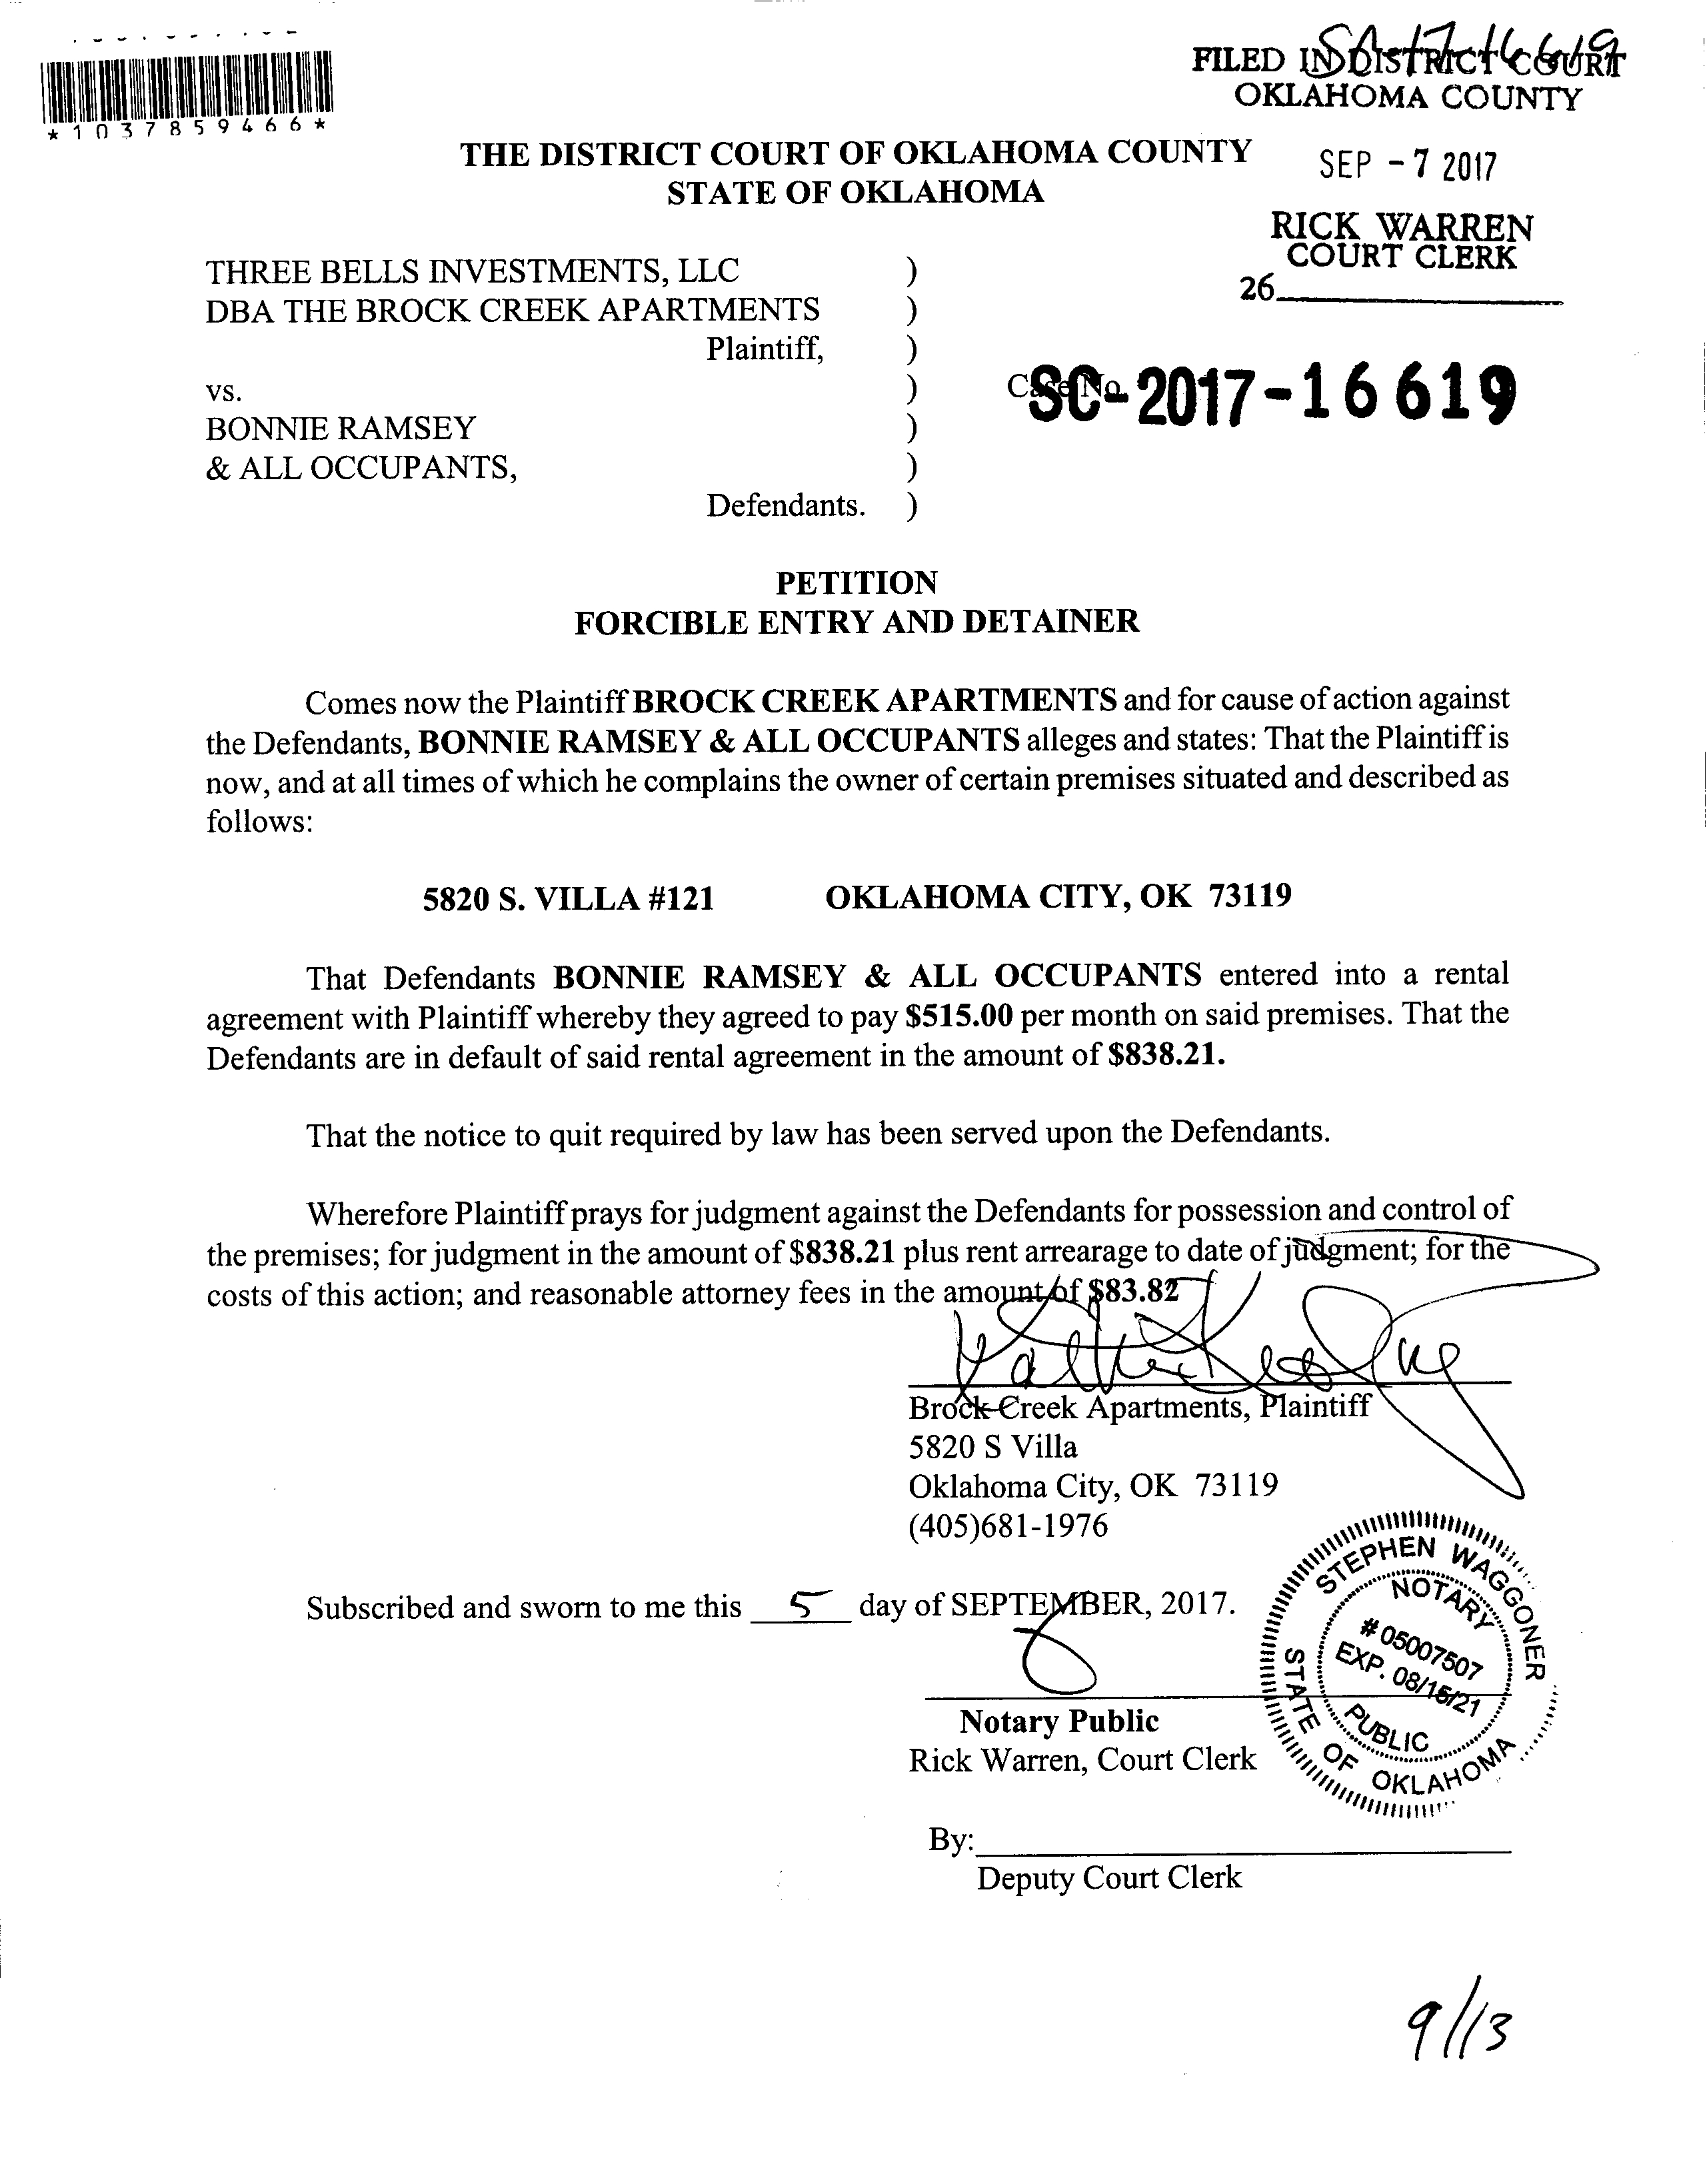 FILED IN DISTRICT COURT
OKLAHOMA COUNTY
*1037859466*
THE DISTRICT COURT OF OKLAHOMA COUNTY
STATE OF OKLAHOMA
SEP - 7 2017
RICK WARREN
COURT CLERK
26
THREE BELLS INVESTMENTS, LLC )
DBA THE BROCK CREEK APARTMENTS )
Plaintiff, )
vs. ) Case No. SC-2017-16619
BONNIE RAMSEY )
& ALL OCCUPANTS, )
Defendants. )
PETITION
FORCIBLE ENTRY AND DETAINER
Comes now the Plaintiff BROCK CREEK APARTMENTS and for cause of action against
the Defendants, BONNIE RAMSEY & ALL OCCUPANTS alleges and states: That the Plaintiff is
now, and at all times of which he complains the owner of certain premises situated and described as
follows:
5820 S. VILLA #121 OKLAHOMA CITY, OK 73119
That Defendants BONNIE RAMSEY & ALL OCCUPANTS entered into a rental
agreement with Plaintiff whereby they agreed to pay $515.00 per month on said premises. That the
Defendants are in default of said rental agreement in the amount of $838.21.
That the notice to quit required by law has been served upon the Defendants.
Wherefore Plaintiff prays for judgment against the Defendants for possession and control of
the premises; for judgment in the amount of $838.21 plus rent arrearage to date of judgment; for the
costs of this action; and reasonable attorney fees in the amount of $83.82
Brock Creek Apartments, Plaintiff
5820 S Villa
Oklahoma City, OK 73119
(405)681-1976
Subscribed and sworn to me this 5 day of SEPTEMBER, 2017.
STEPHEN WAGGONER
NOTARY
# 05007507
EXP. 08/15/21
PUBLIC
STATE OF OKLAHOMA
Notary Public
Rick Warren, Court Clerk
By:
Deputy Court Clerk
9/13